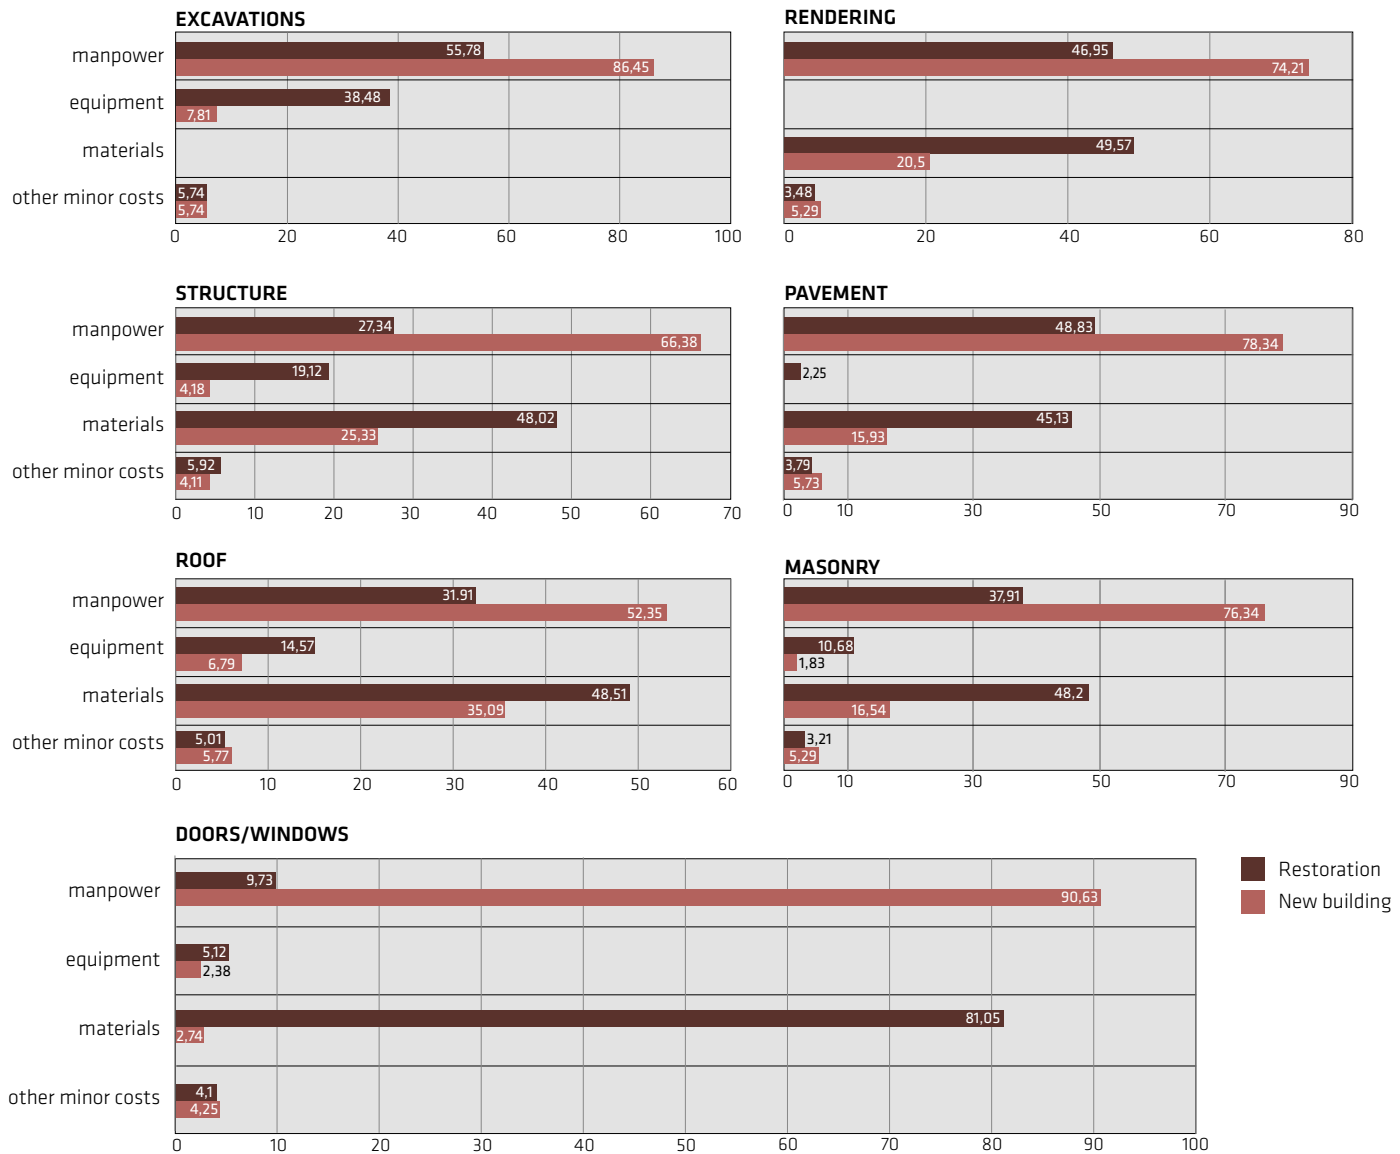 EXCAVATIONS
manpower
55,78
86,45
equipment
38,48
7,81
materials
other minor costs
5,74
5,74
0 20 40 60 80 100
RENDERING
46,95
74,21
49,57
20,5
3,48
5,29
0 20 40 60 80
STRUCTURE
manpower
27,34
66,38
equipment
19,12
4,18
materials
48,02
25,33
other minor costs
5,92
4,11
0 10 20 30 40 50 60 70
PAVEMENT
48,83
78,34
2,25
45,13
15,93
3,79
5,73
0 10 30 50 70 90
ROOF
manpower
31.91
52,35
equipment
14,57
6,79
materials
48,51
35,09
other minor costs
5,01
5,77
0 10 20 30 40 50 60
MASONRY
37,91
76,34
10,68
1,83
48,2
16,54
3,21
5,29
0 10 30 50 70 90
DOORS/WINDOWS
manpower
9,73
90,63
equipment
5,12
2,38
materials
81,05
2,74
other minor costs
4,1
4,25
0 10 20 30 40 50 60 70 80 90 100
Restoration
New building